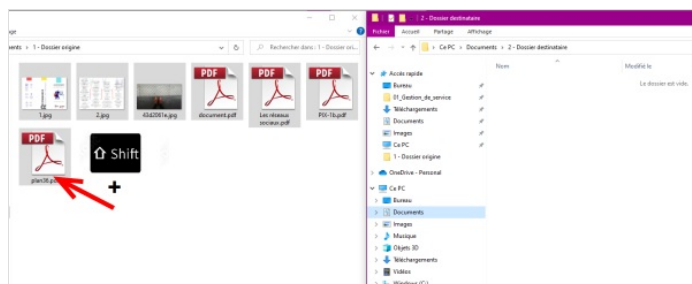 2 - Dossier destinataire
Fichier Accueil Partage Affichage
1 - Dossier origine
Rechercher dans : 1 - Dossier ori...
Ce PC > Documents > 2 - Dossier destinataire
Nom Modifié le
Le dossier est vide.
PDF PDF PDF
1.jpg 2.jpg 43d2061e.jpg document.pdf Les réseaux sociaux.pdf PIX-1b.pdf
PDF
Shift
+
Accès rapide
Bureau
01_Gestion_de_service
Téléchargements
Documents
Images
Ce PC
1 - Dossier origine
OneDrive - Personal
Ce PC
Bureau
Documents
Images
Musique
Objets 3D
Téléchargements
Vidéos
Windows (C:)